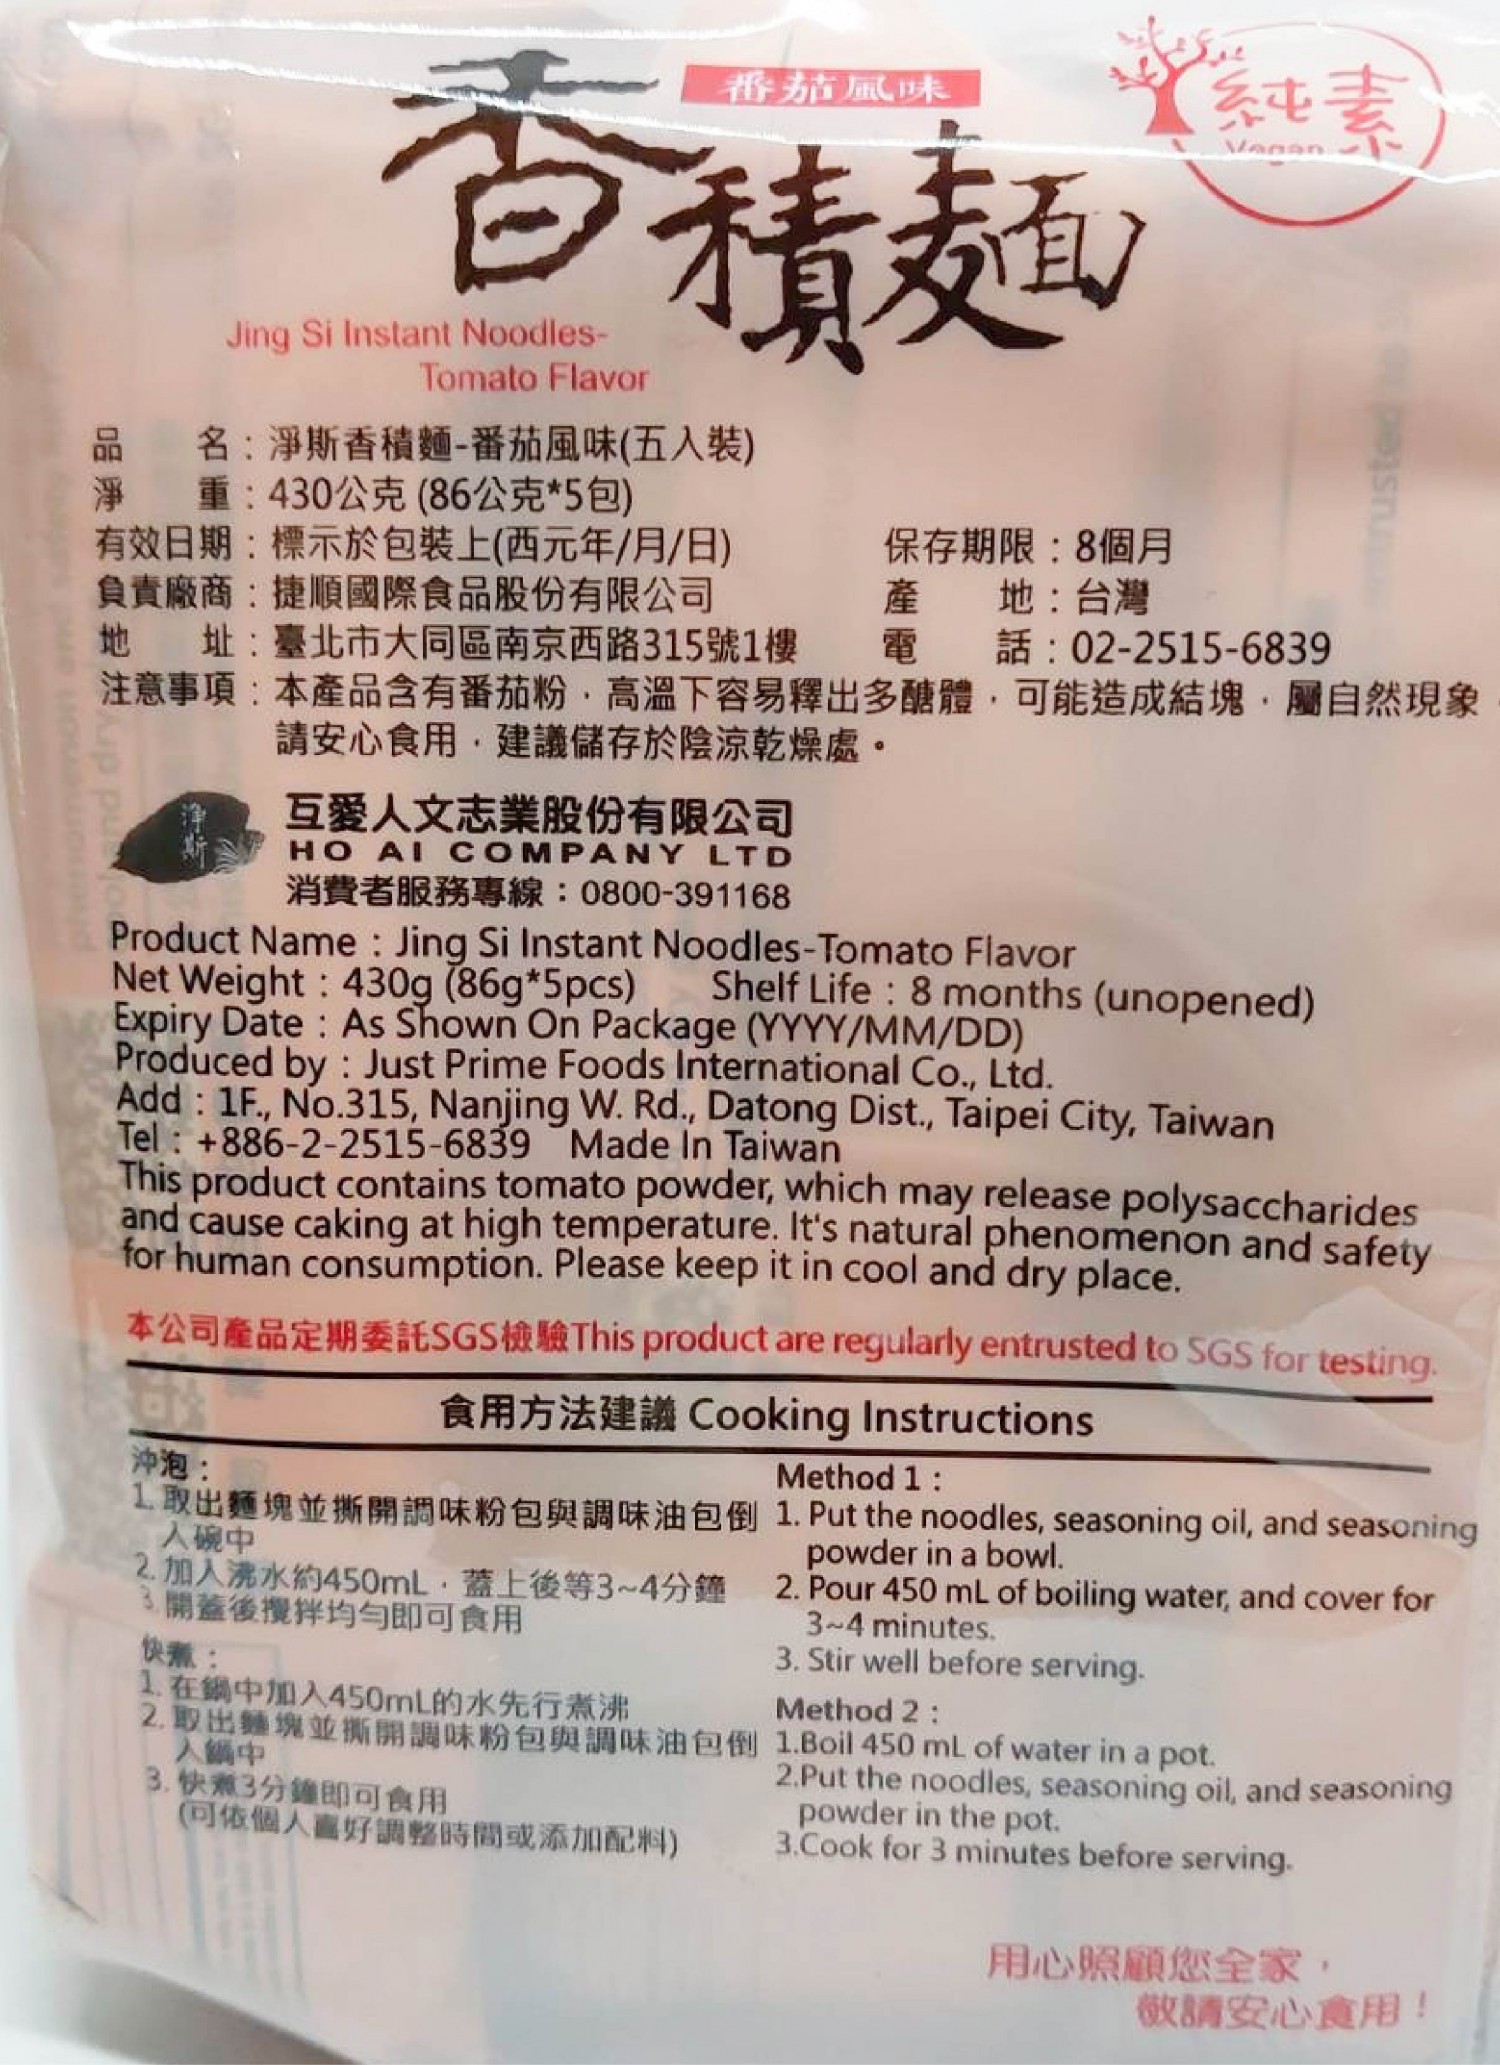 番茄風味
純素
Vegan
香積麵
Jing Si Instant Noodles-
Tomato Flavor
品名：淨斯香積麵-番茄風味(五入裝)
淨重：430公克 (86公克*5包)
有效日期：標示於包裝上(西元年/月/日) 保存期限：8個月
負責廠商：捷順國際食品股份有限公司 產地：台灣
地址：臺北市大同區南京西路315號1樓 電話：02-2515-6839
注意事項：本產品含有番茄粉，高溫下容易釋出多醣體，可能造成結塊，屬自然現象，
請安心食用，建議儲存於陰涼乾燥處。
淨斯
互愛人文志業股份有限公司
HO AI COMPANY LTD
消費者服務專線：0800-391168
Product Name：Jing Si Instant Noodles-Tomato Flavor
Net Weight：430g (86g*5pcs) Shelf Life：8 months (unopened)
Expiry Date：As Shown On Package (YYYY/MM/DD)
Produced by：Just Prime Foods International Co., Ltd.
Add：1F., No.315, Nanjing W. Rd., Datong Dist., Taipei City, Taiwan
Tel：+886-2-2515-6839 Made In Taiwan
This product contains tomato powder, which may release polysaccharides
and cause caking at high temperature. It's natural phenomenon and safety
for human consumption. Please keep it in cool and dry place.
本公司產品定期委託SGS檢驗This product are regularly entrusted to SGS for testing.
食用方法建議 Cooking Instructions
沖泡：
1. 取出麵塊並撕開調味粉包與調味油包倒
入碗中
2. 加入沸水約450mL，蓋上後等3~4分鐘
3. 開蓋後攪拌均勻即可食用
快煮：
1. 在鍋中加入450mL的水先行煮沸
2. 取出麵塊並撕開調味粉包與調味油包倒
入鍋中
3. 快煮3分鐘即可食用
(可依個人喜好調整時間或添加配料)
Method 1：
1. Put the noodles, seasoning oil, and seasoning
powder in a bowl.
2. Pour 450 mL of boiling water, and cover for
3~4 minutes.
3. Stir well before serving.
Method 2：
1.Boil 450 mL of water in a pot.
2.Put the noodles, seasoning oil, and seasoning
powder in the pot.
3.Cook for 3 minutes before serving.
用心照顧您全家，
敬請安心食用！